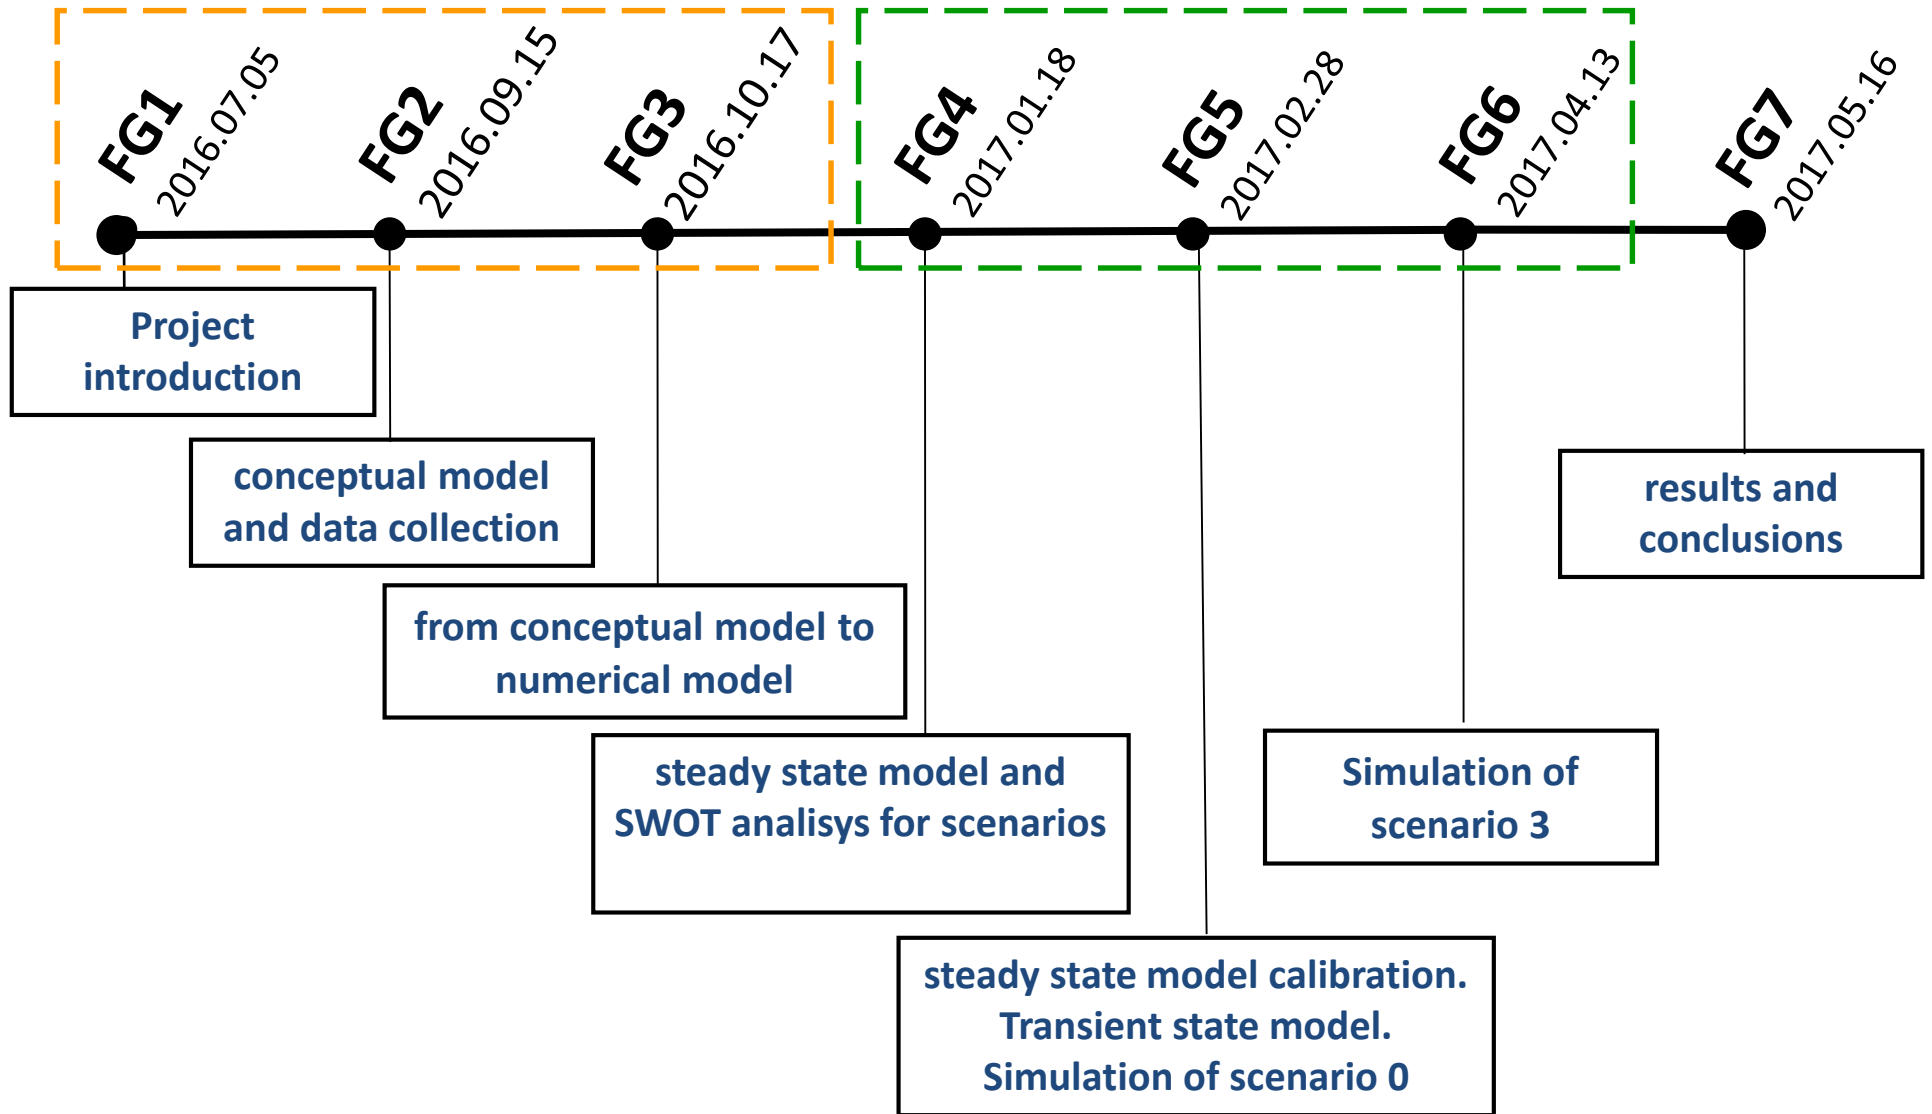 FG1
2016.07.05
FG2
2016.09.15
FG3
2016.10.17
FG4
2017.01.18
FG5
2017.02.28
FG6
2017.04.13
FG7
2017.05.16
Project
introduction
conceptual model
and data collection
from conceptual model to
numerical model
steady state model and
SWOT analisys for scenarios
steady state model calibration.
Transient state model.
Simulation of scenario 0
Simulation of
scenario 3
results and
conclusions